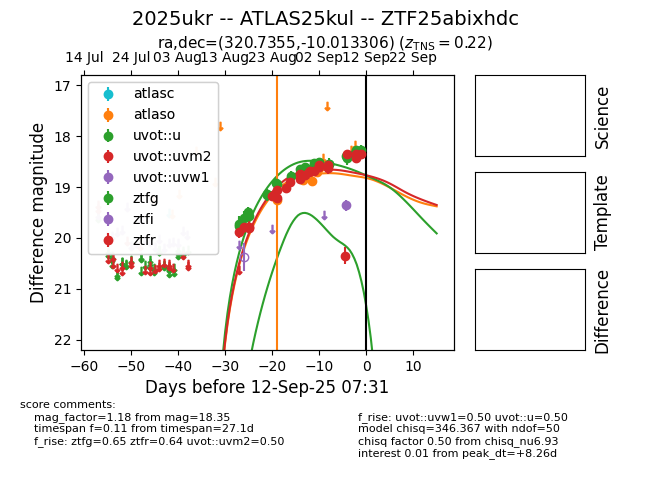 2025ukr -- ATLAS25kul -- ZTF25abixhdc
ra,dec=(320.7355,-10.013306) (z_TNS = 0.22)
14 Jul 24 Jul 03 Aug 13 Aug 23 Aug 02 Sep 12 Sep 22 Sep
17
18
19
20
21
22
Difference magnitude
atlasc
atlaso
uvot::u
uvot::uvm2
uvot::uvw1
ztfg
ztfi
ztfr
−60 −50 −40 −30 −20 −10 0 10
Days before 12-Sep-25 07:31
Science
Template
Difference
score comments:
mag_factor=1.18 from mag=18.35
timespan f=0.11 from timespan=27.1d
f_rise: ztfg=0.65 ztfr=0.64 uvot::uvm2=0.50
f_rise: uvot::uvw1=0.50 uvot::u=0.50
model chisq=346.367 with ndof=50
chisq factor 0.50 from chisq_nu6.93
interest 0.01 from peak_dt=+8.26d